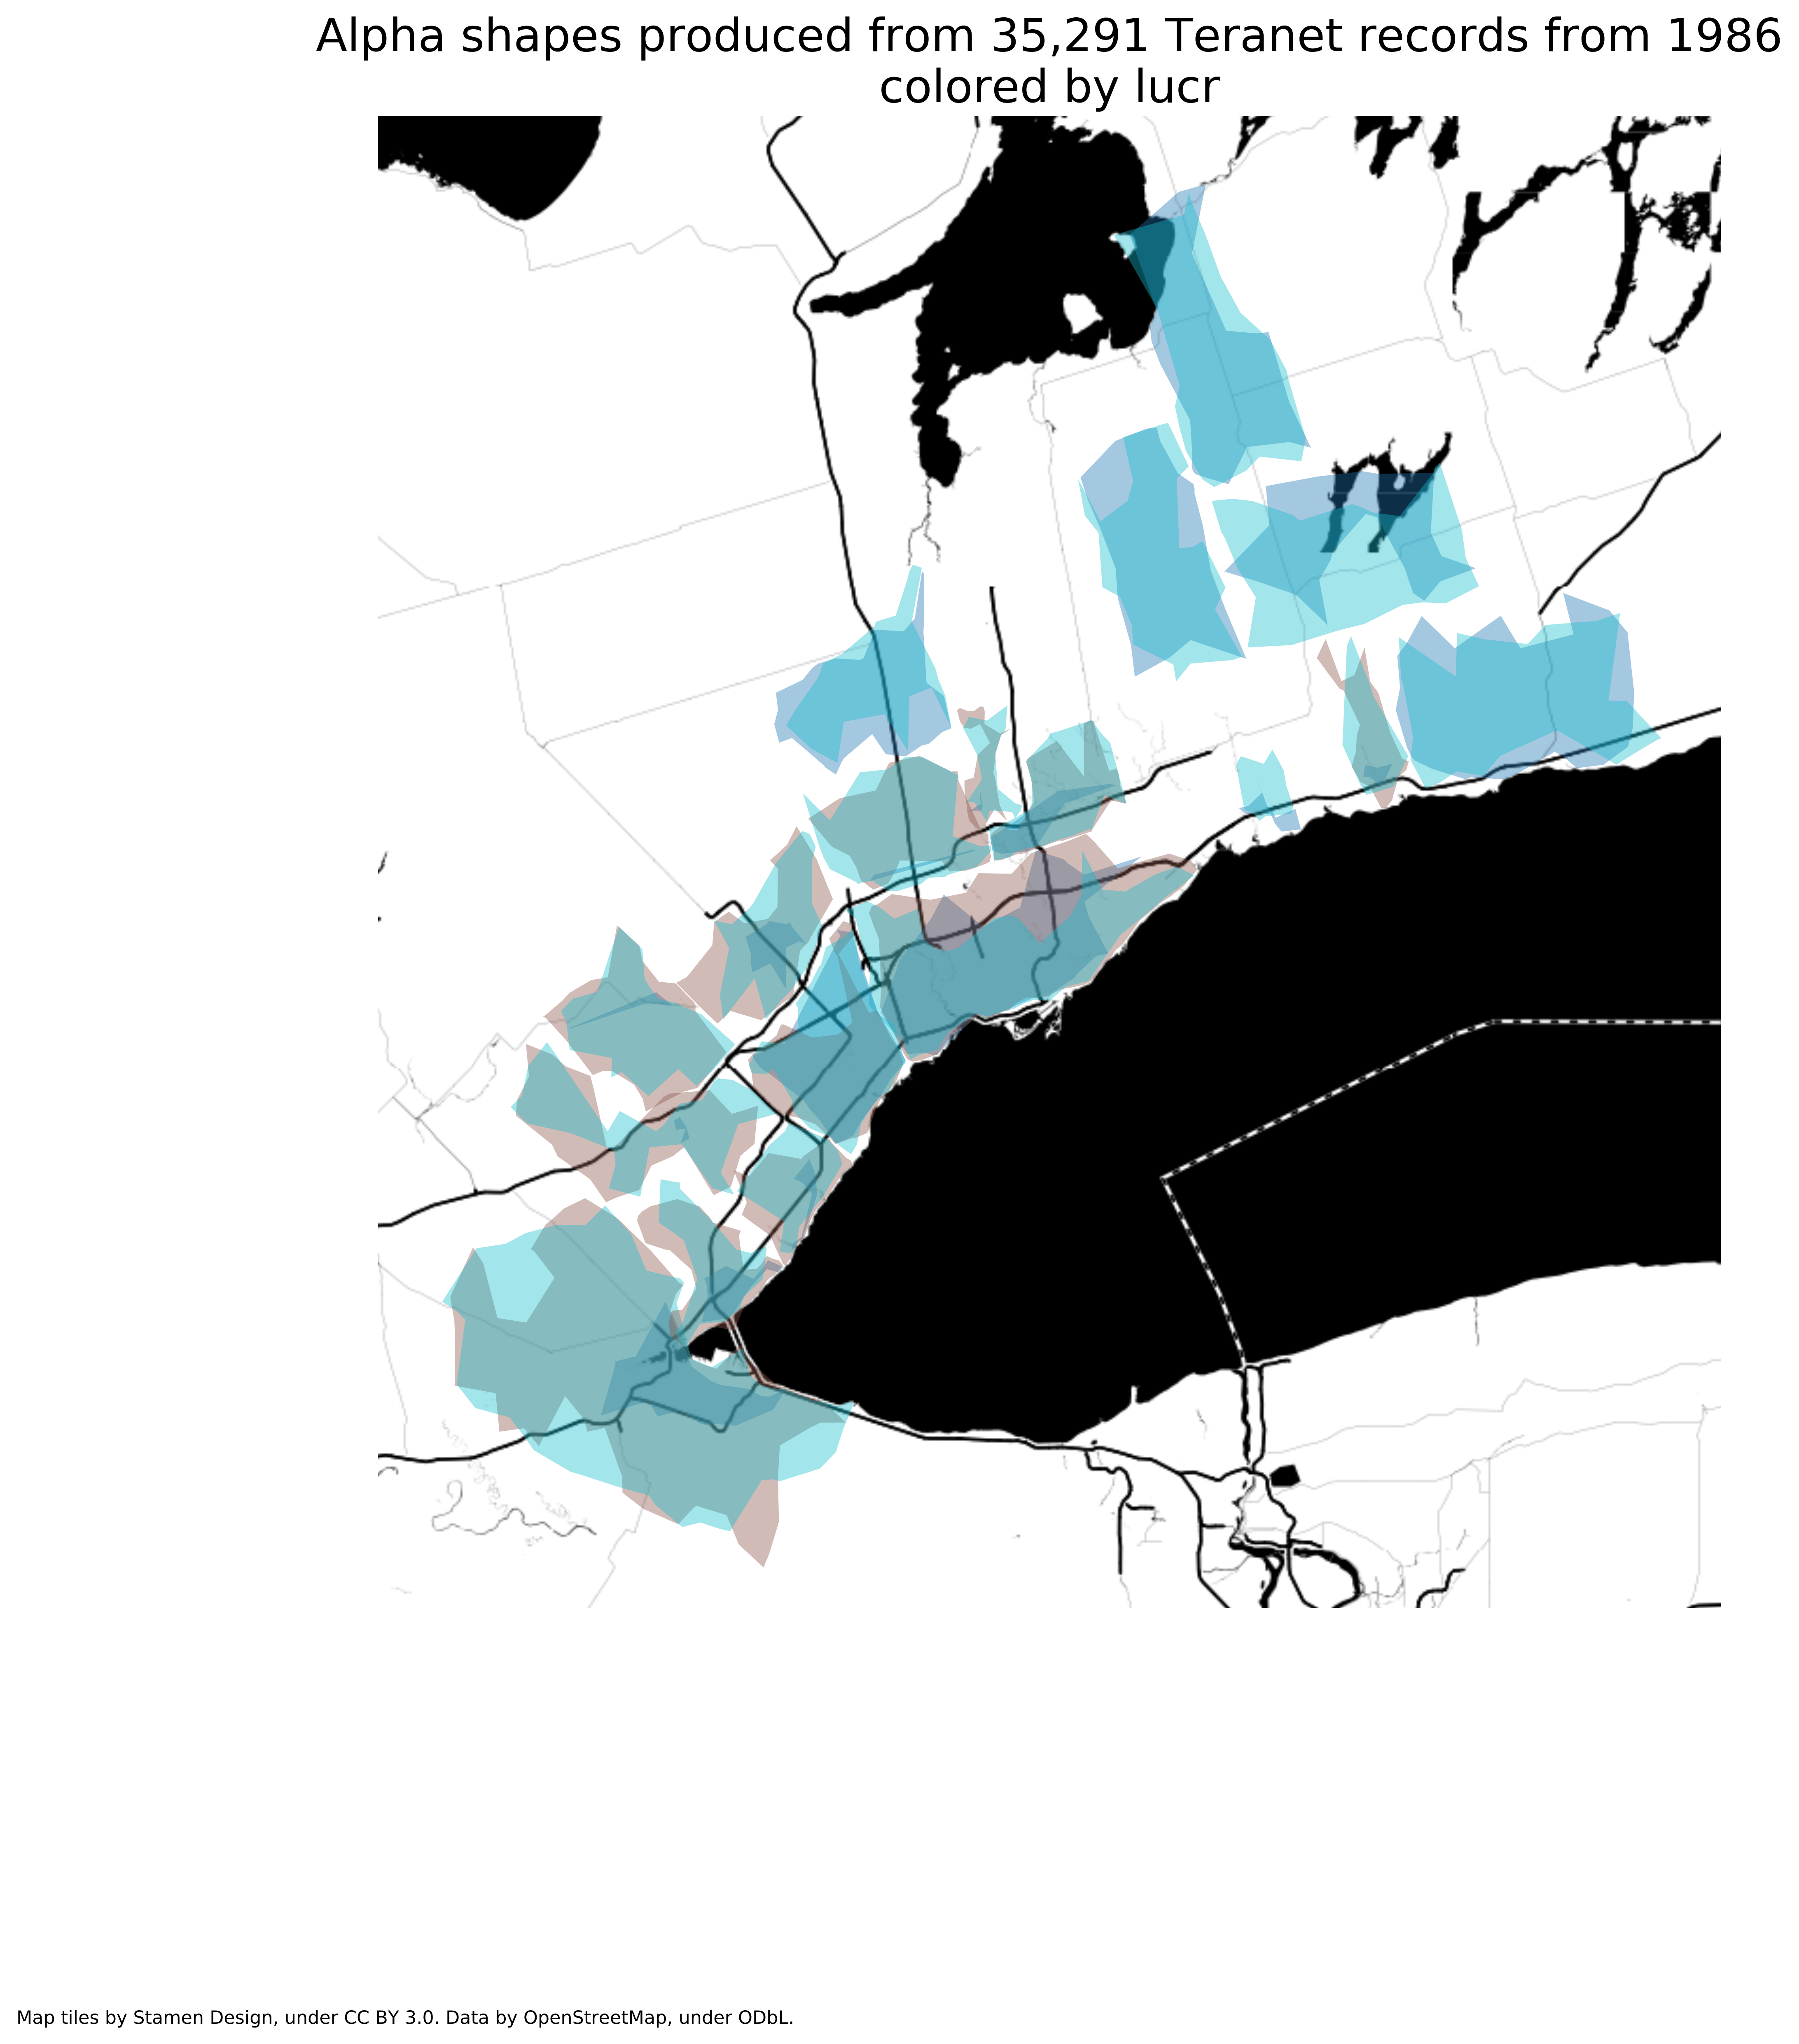 Alpha shapes produced from 35,291 Teranet records from 1986
colored by lucr
Map tiles by Stamen Design, under CC BY 3.0. Data by OpenStreetMap, under ODbL.